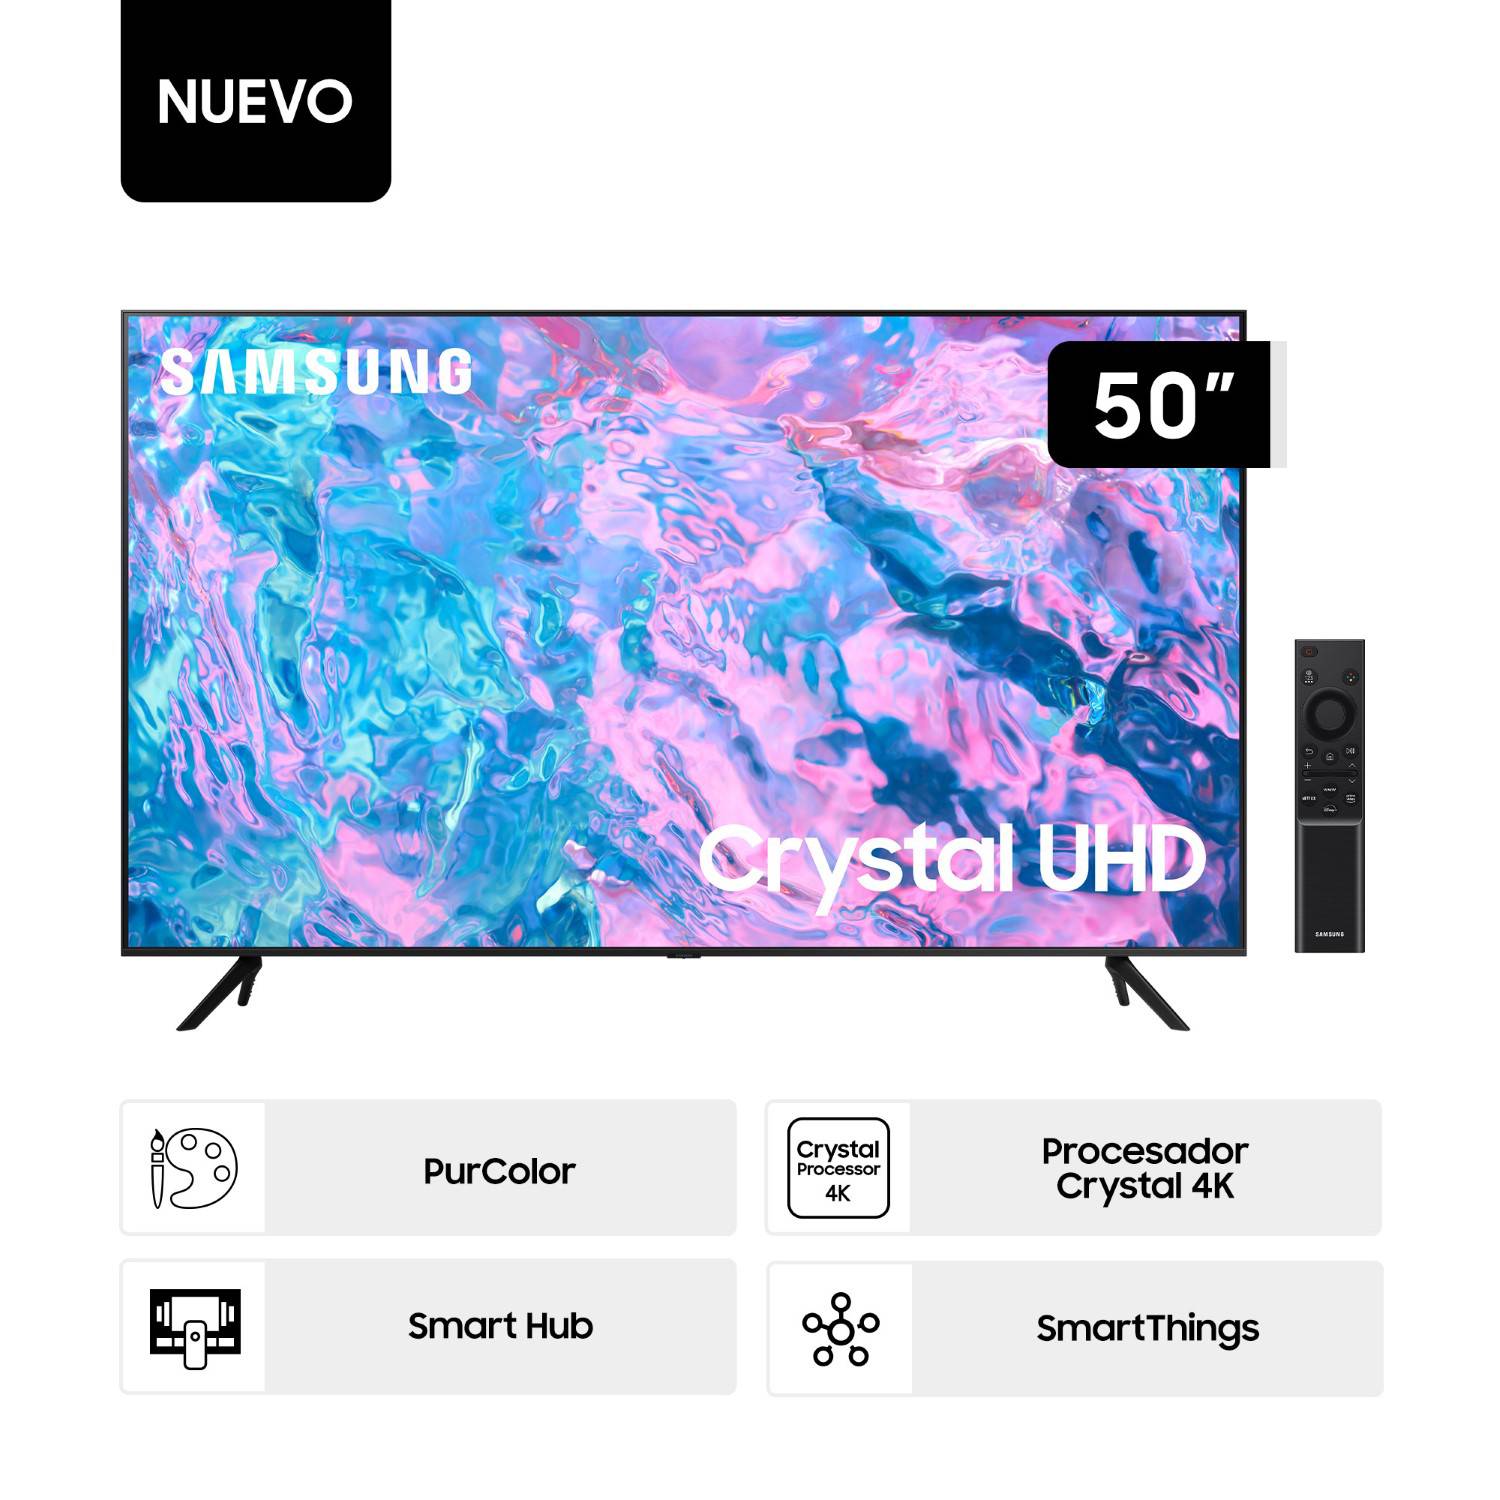 NUEVO
SAMSUNG
50"
Crystal UHD
SAMSUNG
PurColor
Crystal
Processor
4K
Procesador
Crystal 4K
Smart Hub
SmartThings